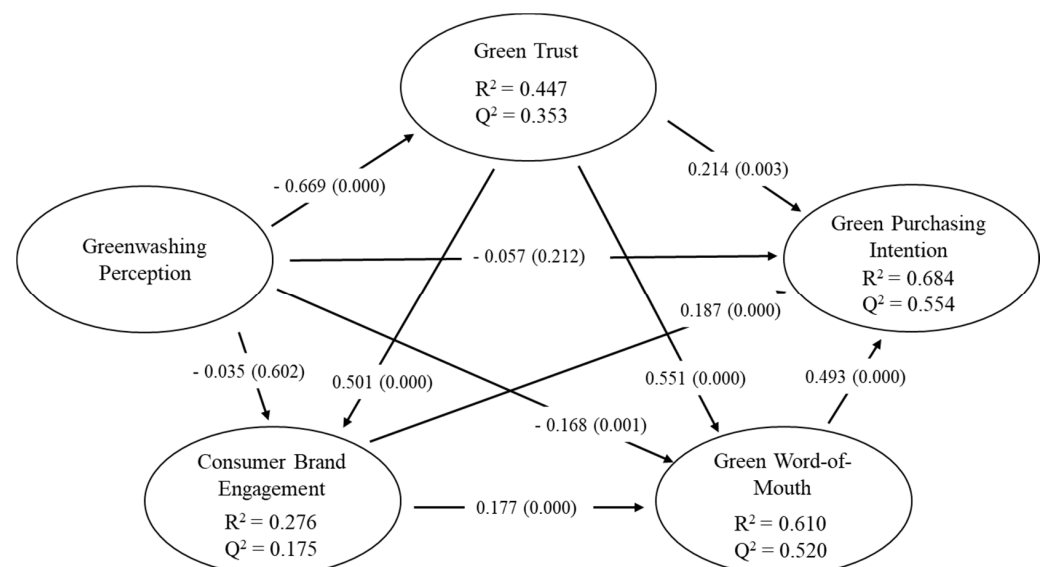 Green Trust
R² = 0.447
Q² = 0.353
- 0.669 (0.000)
0.214 (0.003)
Greenwashing
Perception
- 0.057 (0.212)
Green Purchasing
Intention
R² = 0.684
Q² = 0.554
0.187 (0.000)
- 0.035 (0.602)
0.501 (0.000)
0.551 (0.000)
0.493 (0.000)
- 0.168 (0.001)
Consumer Brand
Engagement
R² = 0.276
Q² = 0.175
0.177 (0.000)
Green Word-of-
Mouth
R² = 0.610
Q² = 0.520